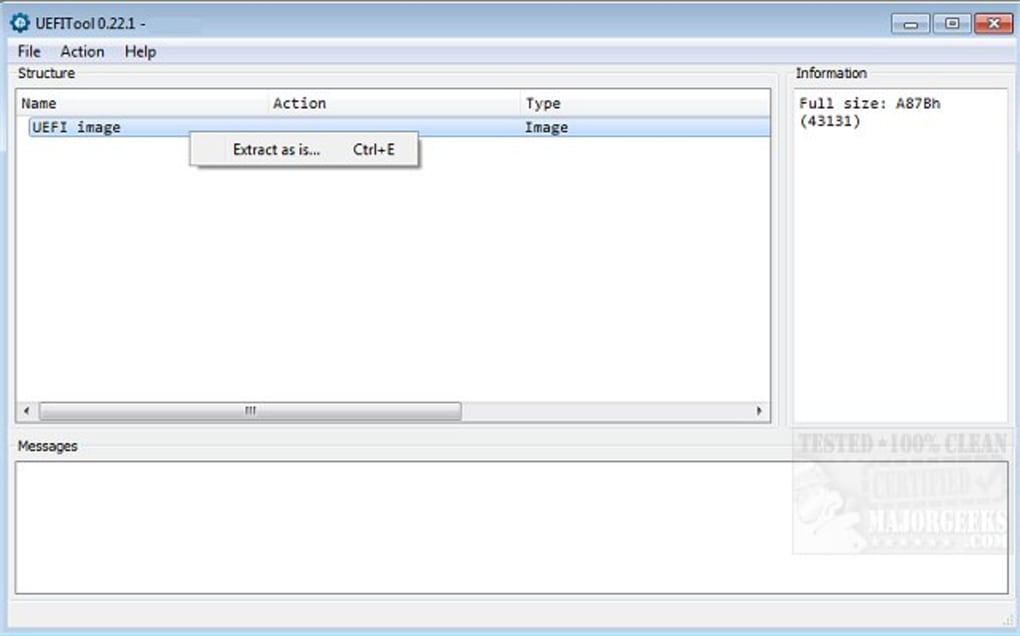 UEFITool 0.22.1 -
File Action Help
Structure
Name Action Type
UEFI image Image
Extract as is... Ctrl+E
Information
Full size: A87Bh
(43131)
Messages
TESTED ★ 100% CLEAN
CERTIFIED
MAJORGEEKS
.COM